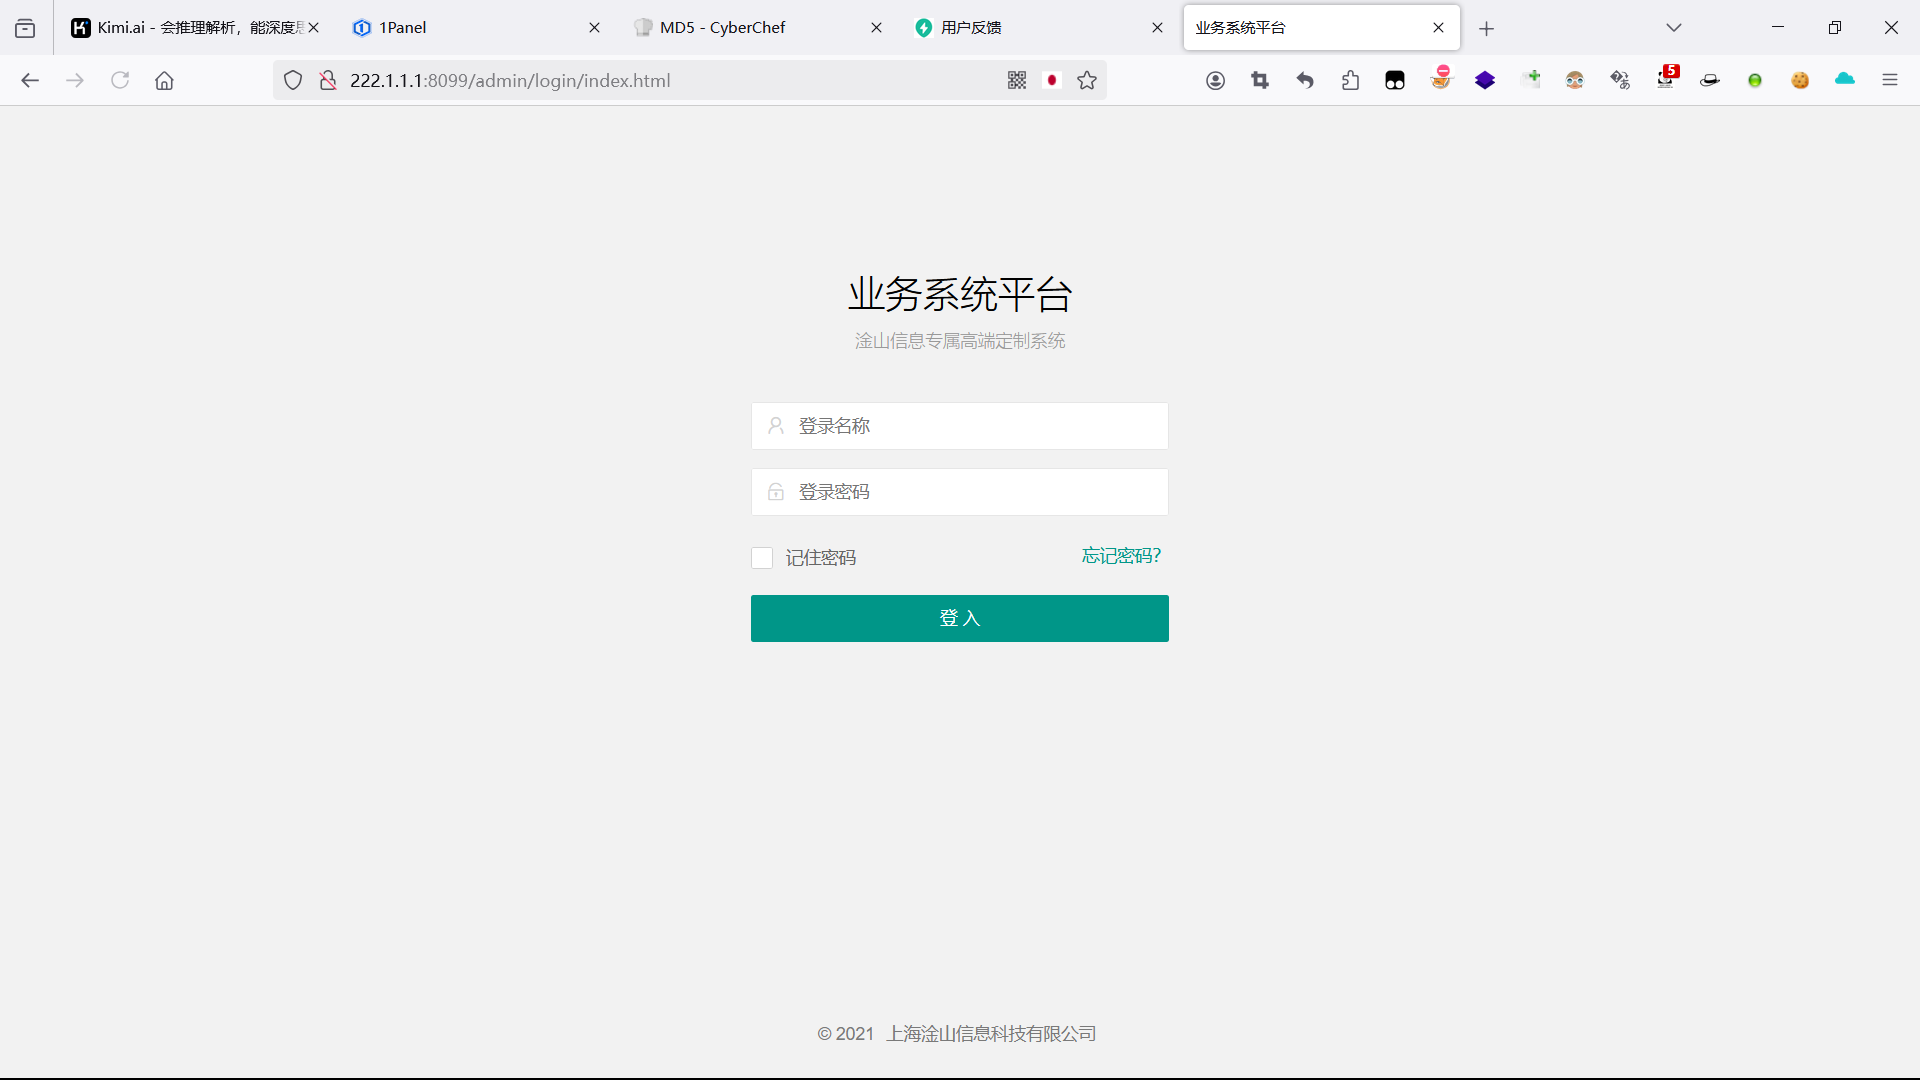 Kimi.ai - 会推理解析，能深度思
1Panel
MD5 - CyberChef
用户反馈
业务系统平台
222.1.1.1:8099/admin/login/index.html
5
业务系统平台
淦山信息专属高端定制系统
登录名称
登录密码
记住密码
忘记密码?
登 入
© 2021 上海淦山信息科技有限公司